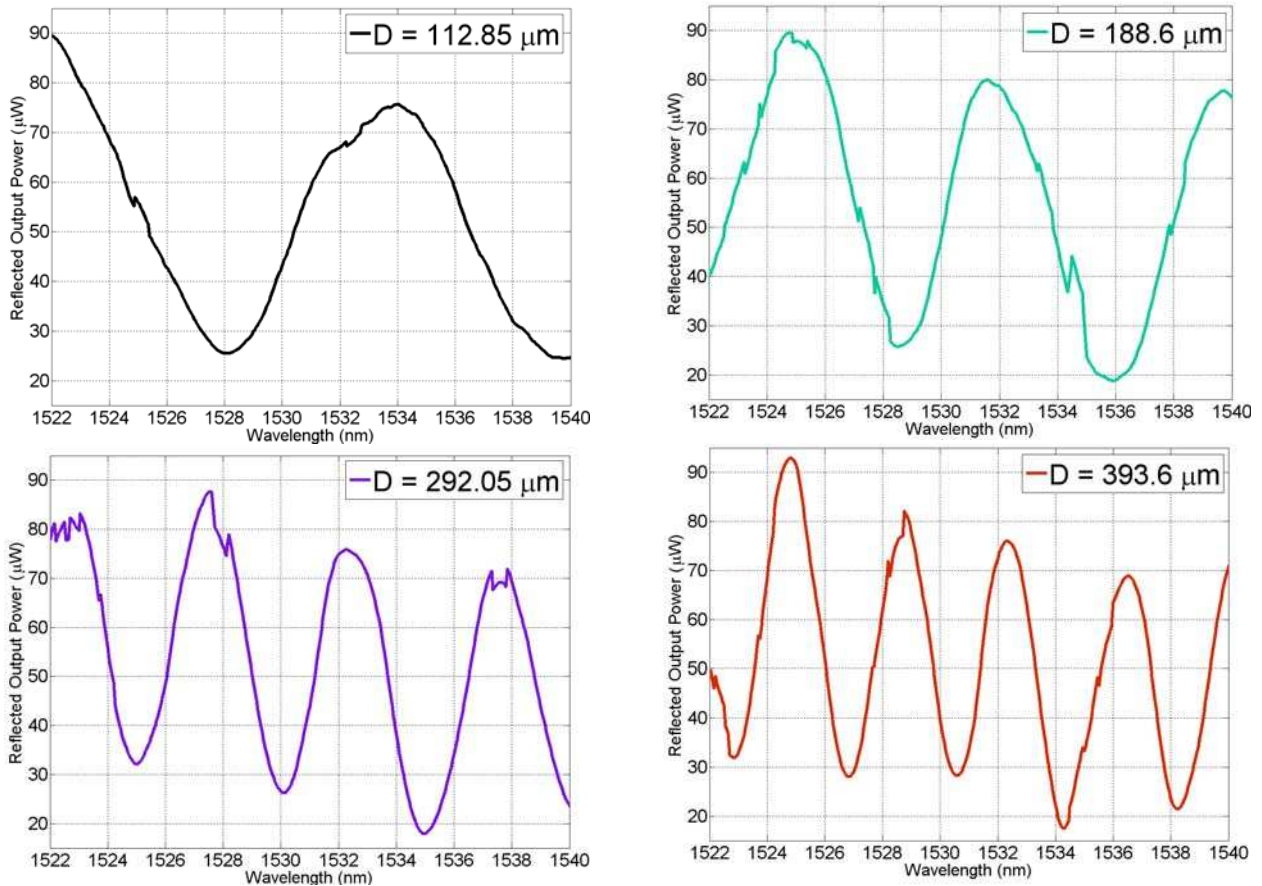 D = 112.85 μm
Reflected Output Power (μW)
90
80
70
60
50
40
30
20
1522 1524 1526 1528 1530 1532 1534 1536 1538 1540
Wavelength (nm)
D = 188.6 μm
Reflected Output Power (μW)
90
80
70
60
50
40
30
20
1522 1524 1526 1528 1530 1532 1534 1536 1538 1540
Wavelength (nm)
D = 292.05 μm
Reflected Output Power (μW)
90
80
70
60
50
40
30
20
1522 1524 1526 1528 1530 1532 1534 1536 1538 1540
Wavelength (nm)
D = 393.6 μm
Reflected Output Power (μW)
90
80
70
60
50
40
30
20
1522 1524 1526 1528 1530 1532 1534 1536 1538 1540
Wavelength (nm)